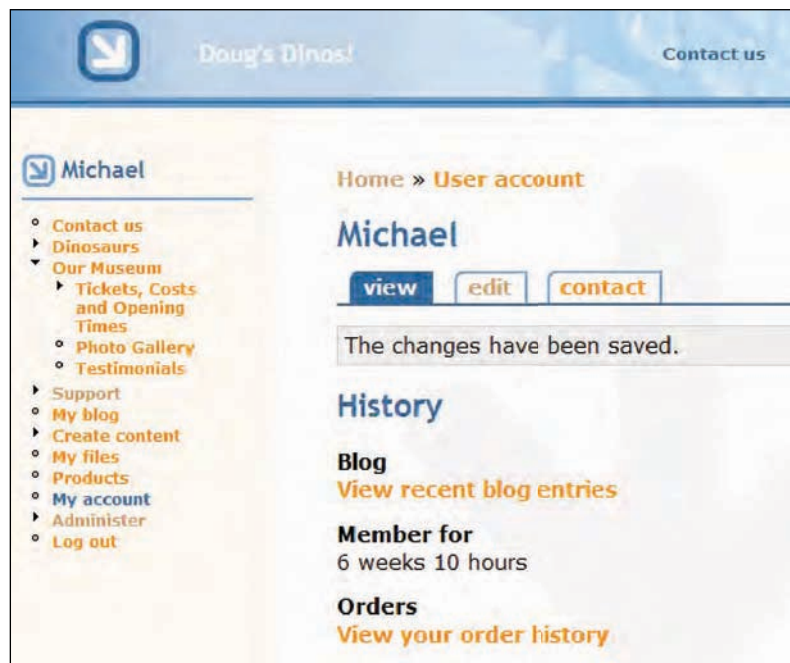 Doug's Dinos!
Contact us
Michael
Contact us
Dinosaurs
Our Museum
Tickets, Costs
and Opening
Times
Photo Gallery
Testimonials
Support
My blog
Create content
My files
Products
My account
Administer
Log out
Home » User account
Michael
view edit contact
The changes have been saved.
History
Blog
View recent blog entries
Member for
6 weeks 10 hours
Orders
View your order history